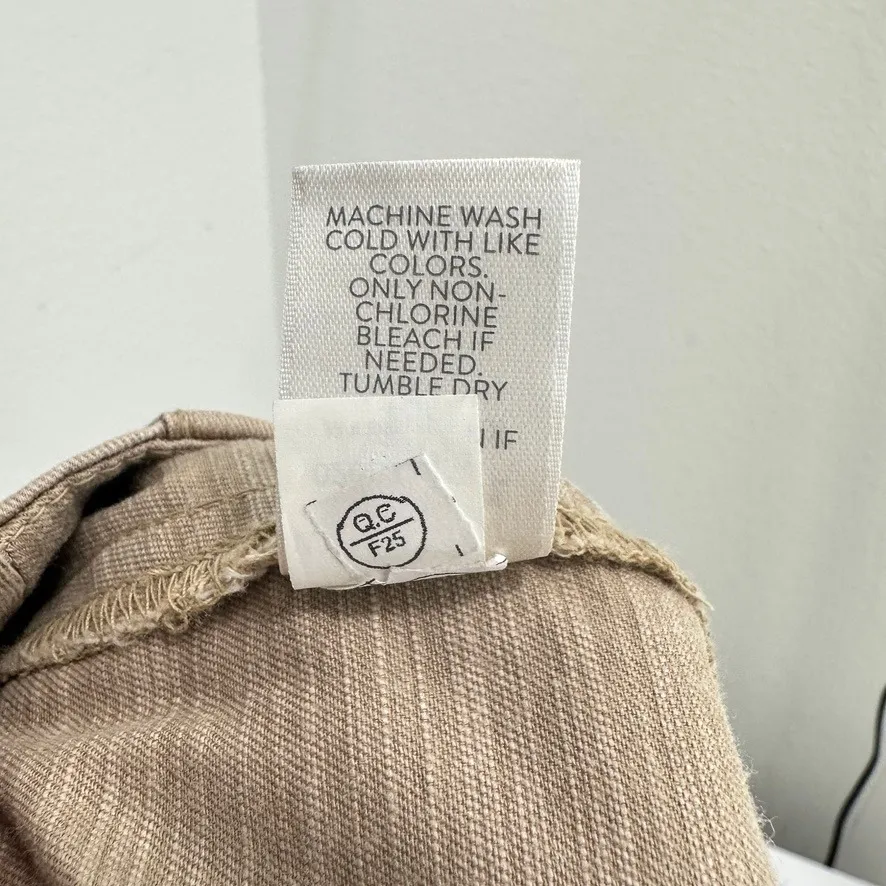 MACHINE WASH
COLD WITH LIKE
COLORS.
ONLY NON-
CHLORINE
BLEACH IF
NEEDED.
TUMBLE DRY
IF
Q.C
F25